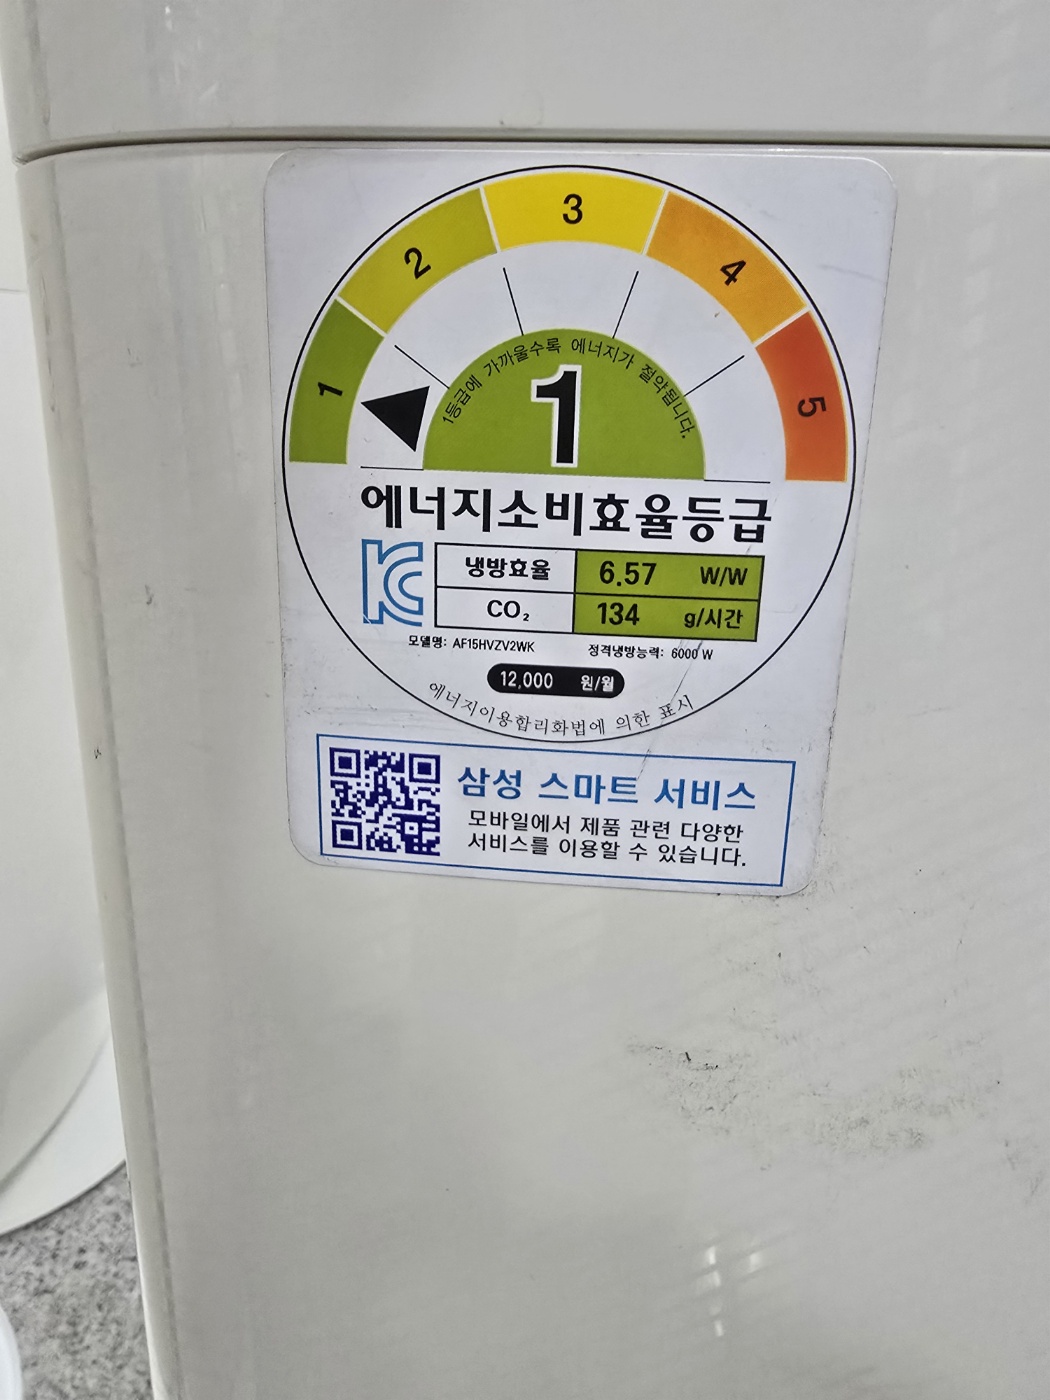 3
2
4
1
5
1등급에 가까울수록 에너지가 절약됩니다.
1
에너지소비효율등급
KC
냉방효율 6.57 W/W
CO₂ 134 g/시간
모델명: AF15HVZV2WK 정격냉방능력: 6000 W
12,000 원/월
에너지이용합리화법에 의한 표시
삼성 스마트 서비스
모바일에서 제품 관련 다양한
서비스를 이용할 수 있습니다.